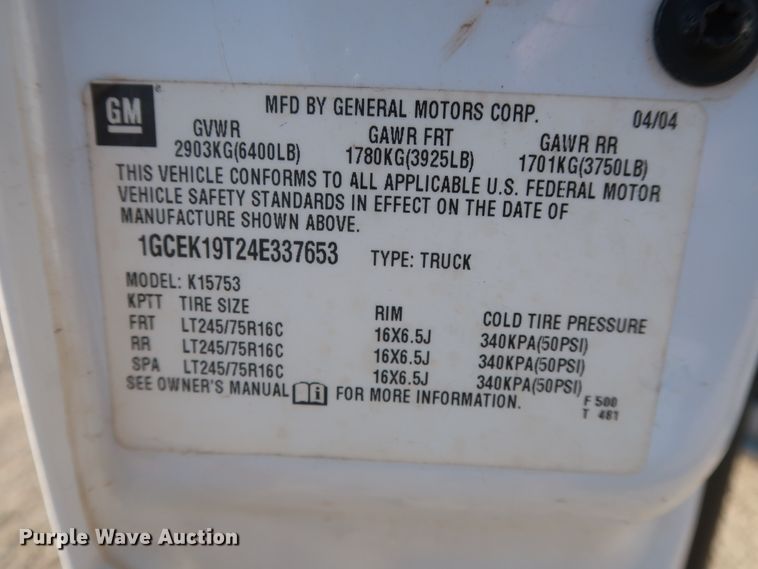 GM
MFD BY GENERAL MOTORS CORP. 04/04
GVWR GAWR FRT GAWR RR
2903KG(6400LB) 1780KG(3925LB) 1701KG(3750LB)
THIS VEHICLE CONFORMS TO ALL APPLICABLE U.S. FEDERAL MOTOR
VEHICLE SAFETY STANDARDS IN EFFECT ON THE DATE OF
MANUFACTURE SHOWN ABOVE.
1GCEK19T24E337653 TYPE: TRUCK
MODEL: K15753
KPTT TIRE SIZE RIM COLD TIRE PRESSURE
FRT LT245/75R16C 16X6.5J 340KPA(50PSI)
RR LT245/75R16C 16X6.5J 340KPA(50PSI)
SPA LT245/75R16C 16X6.5J 340KPA(50PSI)
SEE OWNER'S MANUAL FOR MORE INFORMATION.
F 500
T 481
Purple Wave Auction